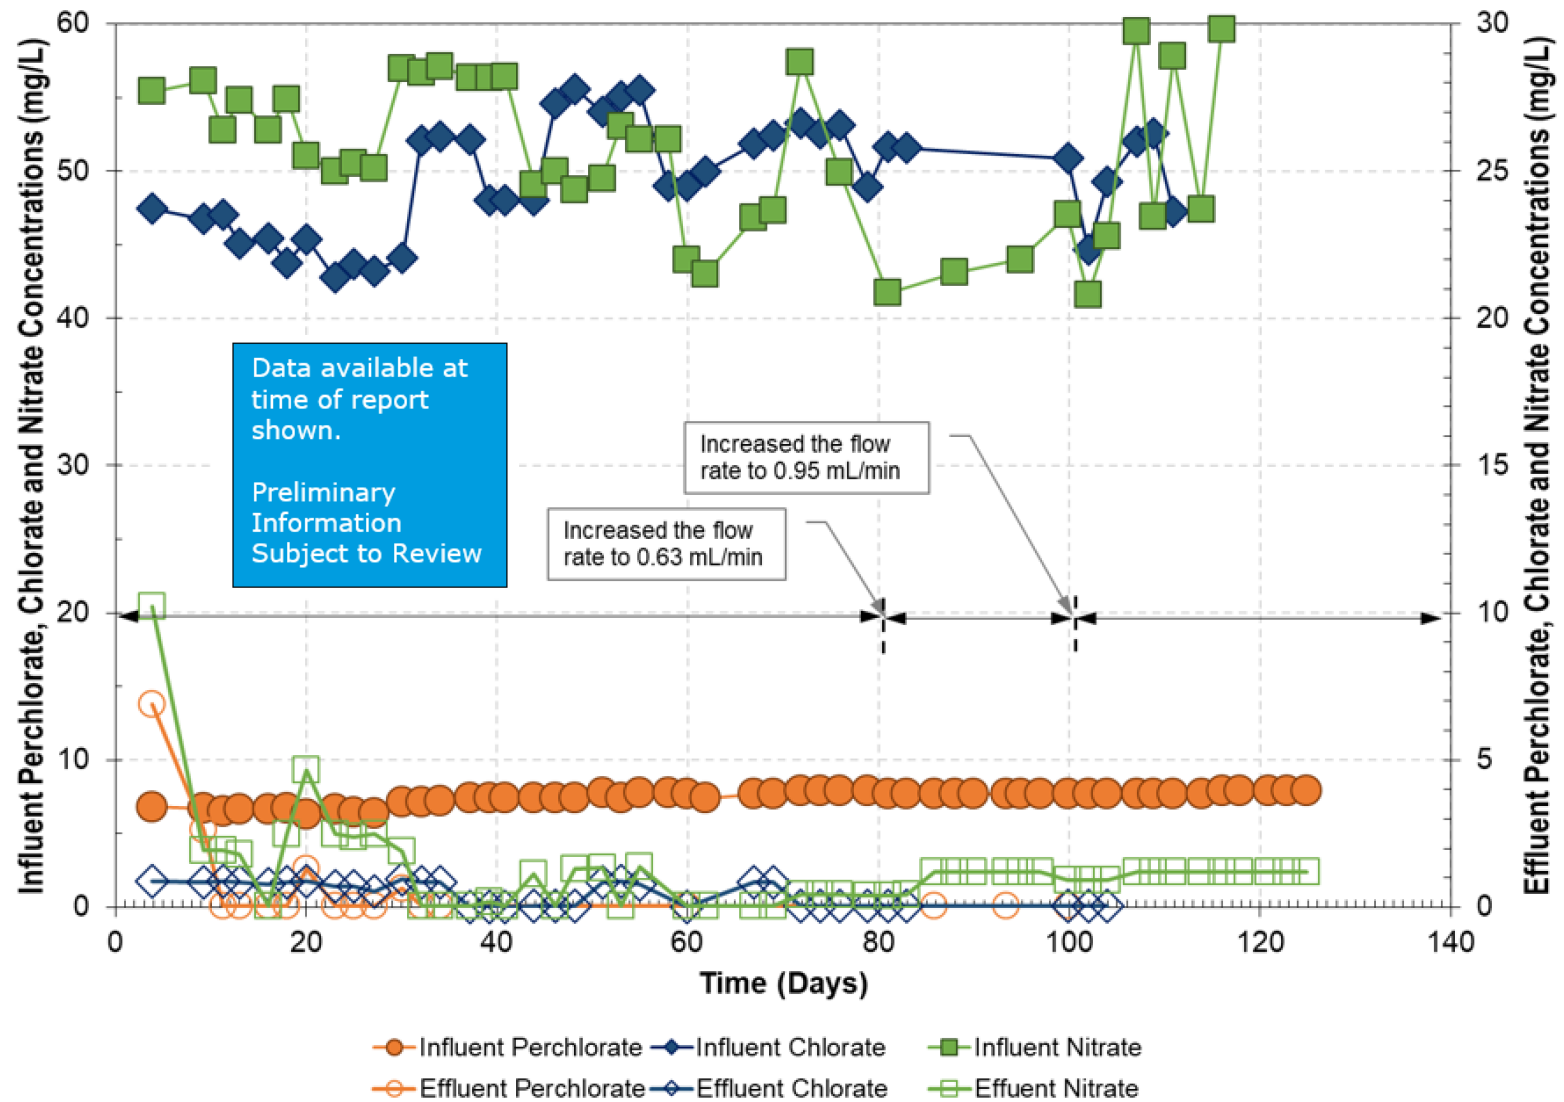 Influent Perchlorate, Chlorate and Nitrate Concentrations (mg/L)
60
50
40
30
20
10
0
30
25
20
15
10
5
0
Effluent Perchlorate, Chlorate and Nitrate Concentrations (mg/L)
Data available at
time of report
shown.
Preliminary
Information
Subject to Review
Increased the flow
rate to 0.95 mL/min
Increased the flow
rate to 0.63 mL/min
0 20 40 60 80 100 120 140
Time (Days)
Influent Perchlorate Influent Chlorate Influent Nitrate
Effluent Perchlorate Effluent Chlorate Effuent Nitrate